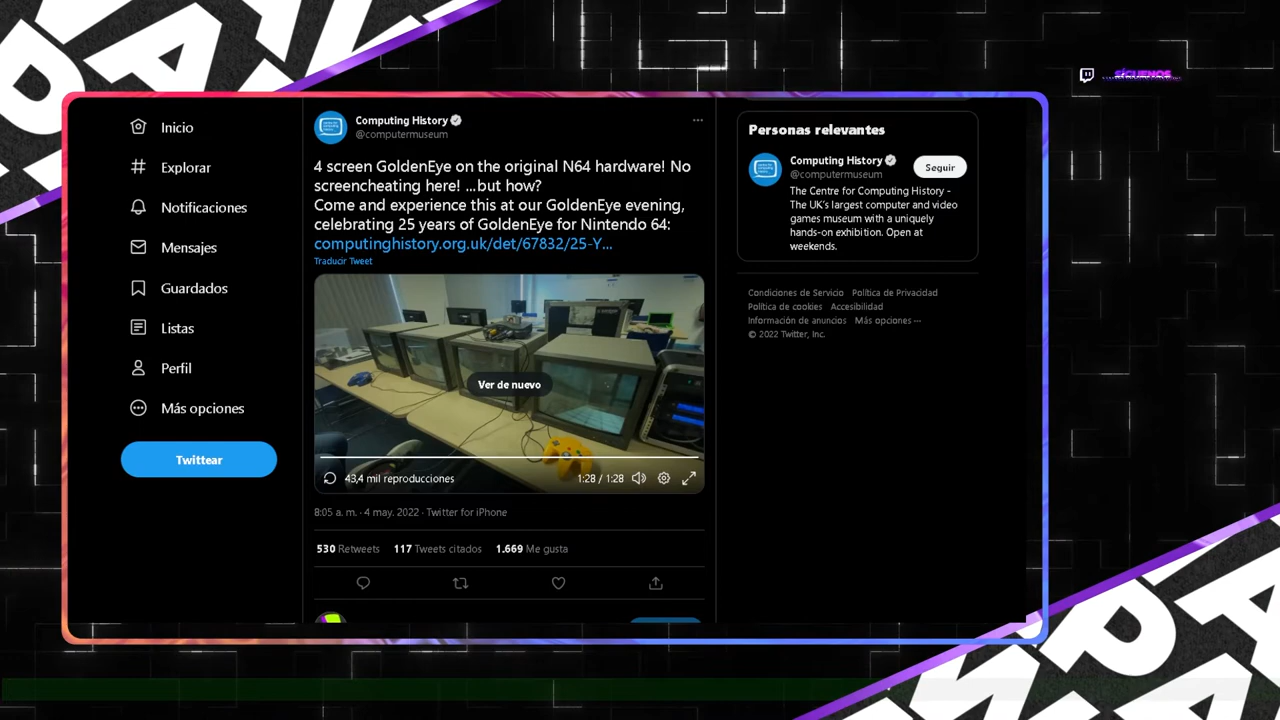 SÍGUENOS
Inicio
Explorar
Notificaciones
Mensajes
Guardados
Listas
Perfil
Más opciones
Twittear
Computing History
@computermuseum
4 screen GoldenEye on the original N64 hardware! No
screencheating here! ...but how?
Come and experience this at our GoldenEye evening,
celebrating 25 years of GoldenEye for Nintendo 64:
computinghistory.org.uk/det/67832/25-Y...
Traducir Tweet
Ver de nuevo
43,4 mil reproducciones
1:28 / 1:28
8:05 a. m. · 4 may. 2022 · Twitter for iPhone
530 Retweets 117 Tweets citados 1.669 Me gusta
Personas relevantes
Computing History
@computermuseum
Seguir
The Centre for Computing History -
The UK's largest computer and video
games museum with a uniquely
hands-on exhibition. Open at
weekends.
Condiciones de Servicio Política de Privacidad
Política de cookies Accesibilidad
Información de anuncios Más opciones ···
© 2022 Twitter, Inc.